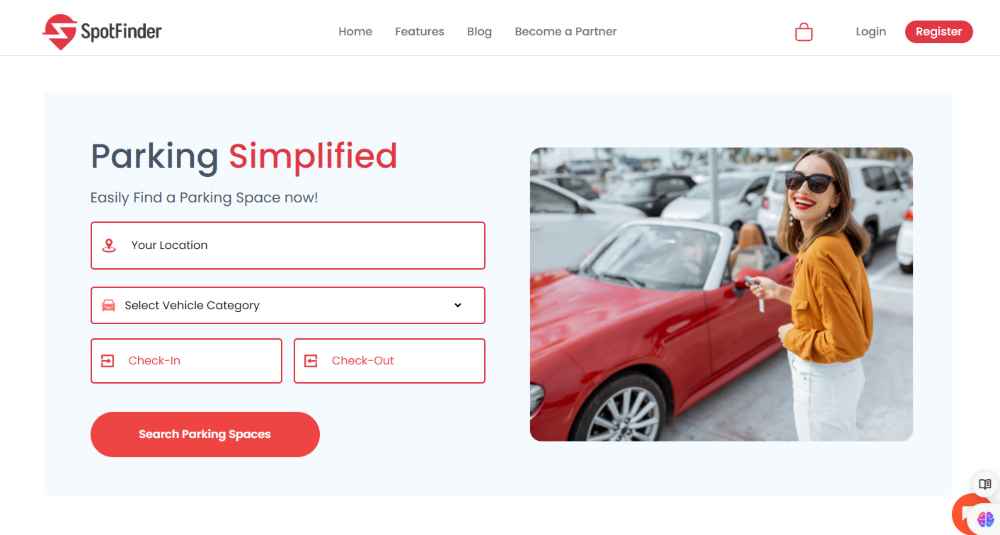 SpotFinder
Home Features Blog Become a Partner
Login Register
Parking Simplified
Easily Find a Parking Space now!
Your Location
Select Vehicle Category
Check-In Check-Out
Search Parking Spaces